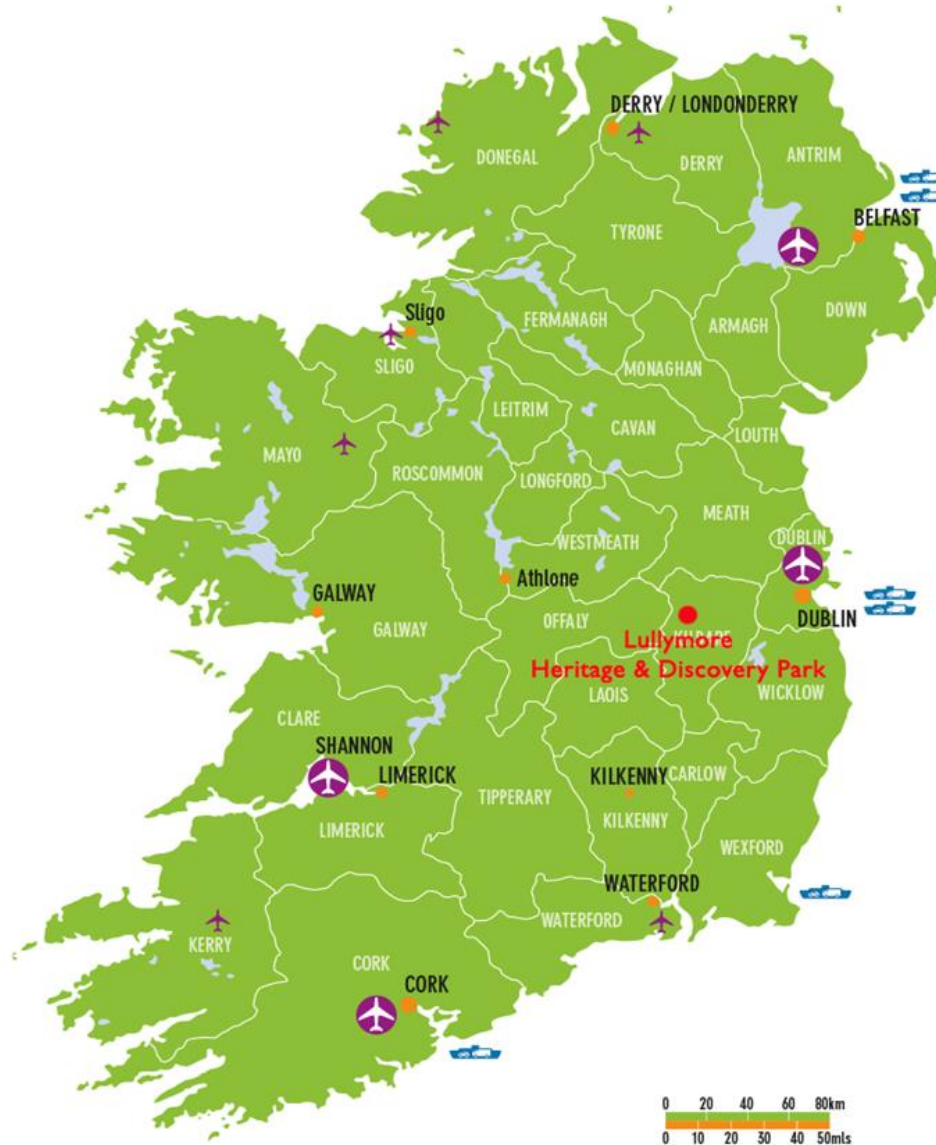 DERRY / LONDONDERRY
DONEGAL
DERRY
ANTRIM
TYRONE
BELFAST
Sligo
FERMANAGH
ARMAGH
DOWN
SLIGO
MONAGHAN
LEITRIM
CAVAN
LOUTH
MAYO
ROSCOMMON
LONGFORD
MEATH
WESTMEATH
DUBLIN
Athlone
GALWAY
OFFALY
DUBLIN
GALWAY
KILDARE
Lullymore
Heritage & Discovery Park
LAOIS
WICKLOW
CLARE
SHANNON
LIMERICK
KILKENNY
CARLOW
TIPPERARY
LIMERICK
KILKENNY
WEXFORD
WATERFORD
WATERFORD
KERRY
CORK
CORK
0 20 40 60 80km
0 10 20 30 40 50mls